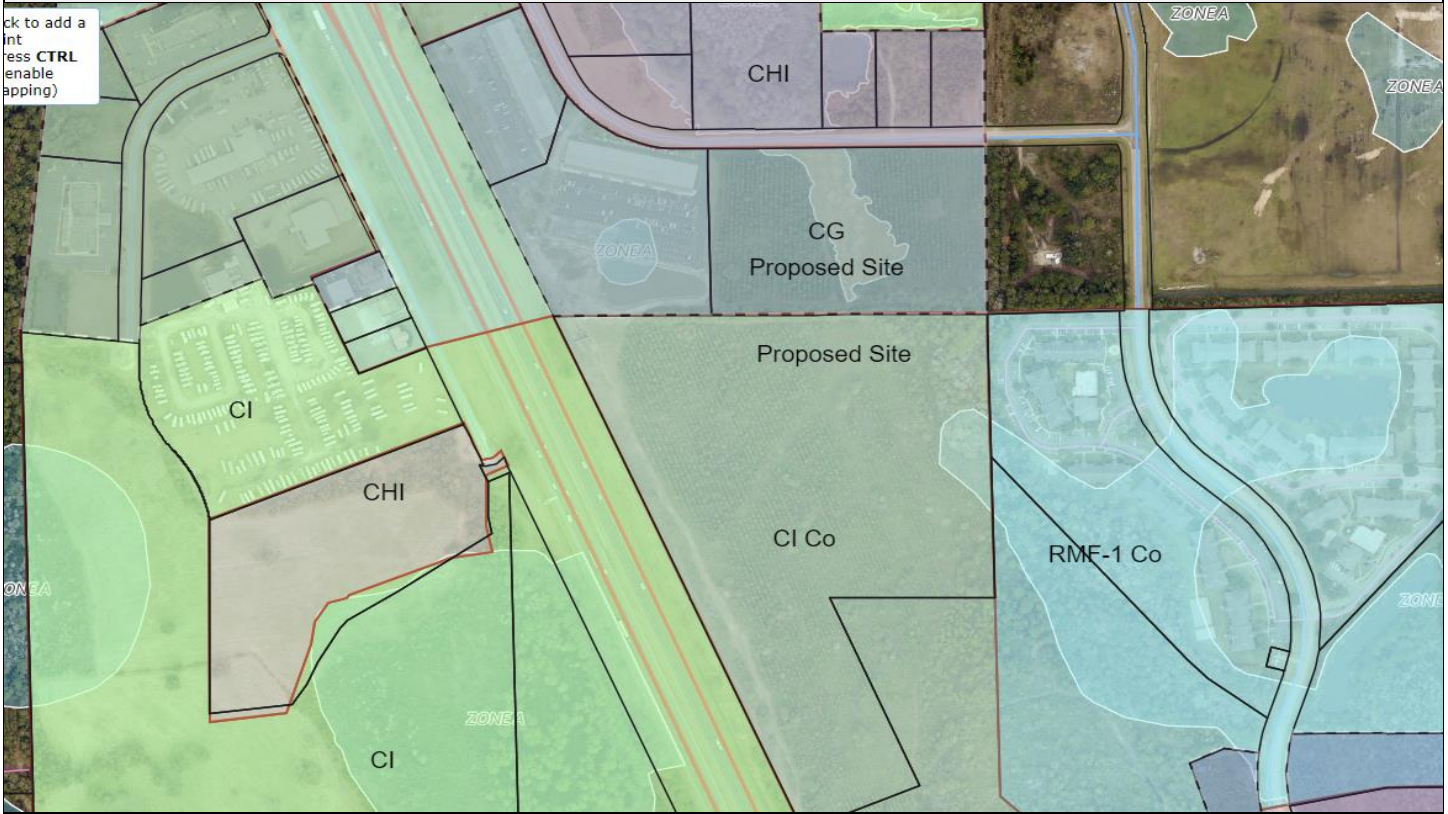 ck to add a
int
ress CTRL
enable
apping)
ZONE A
ZONE A
CHI
ZONE A
CG
Proposed Site
Proposed Site
CI
CHI
CI Co
RMF-1 Co
ONE A
ZONE
ZONE A
CI